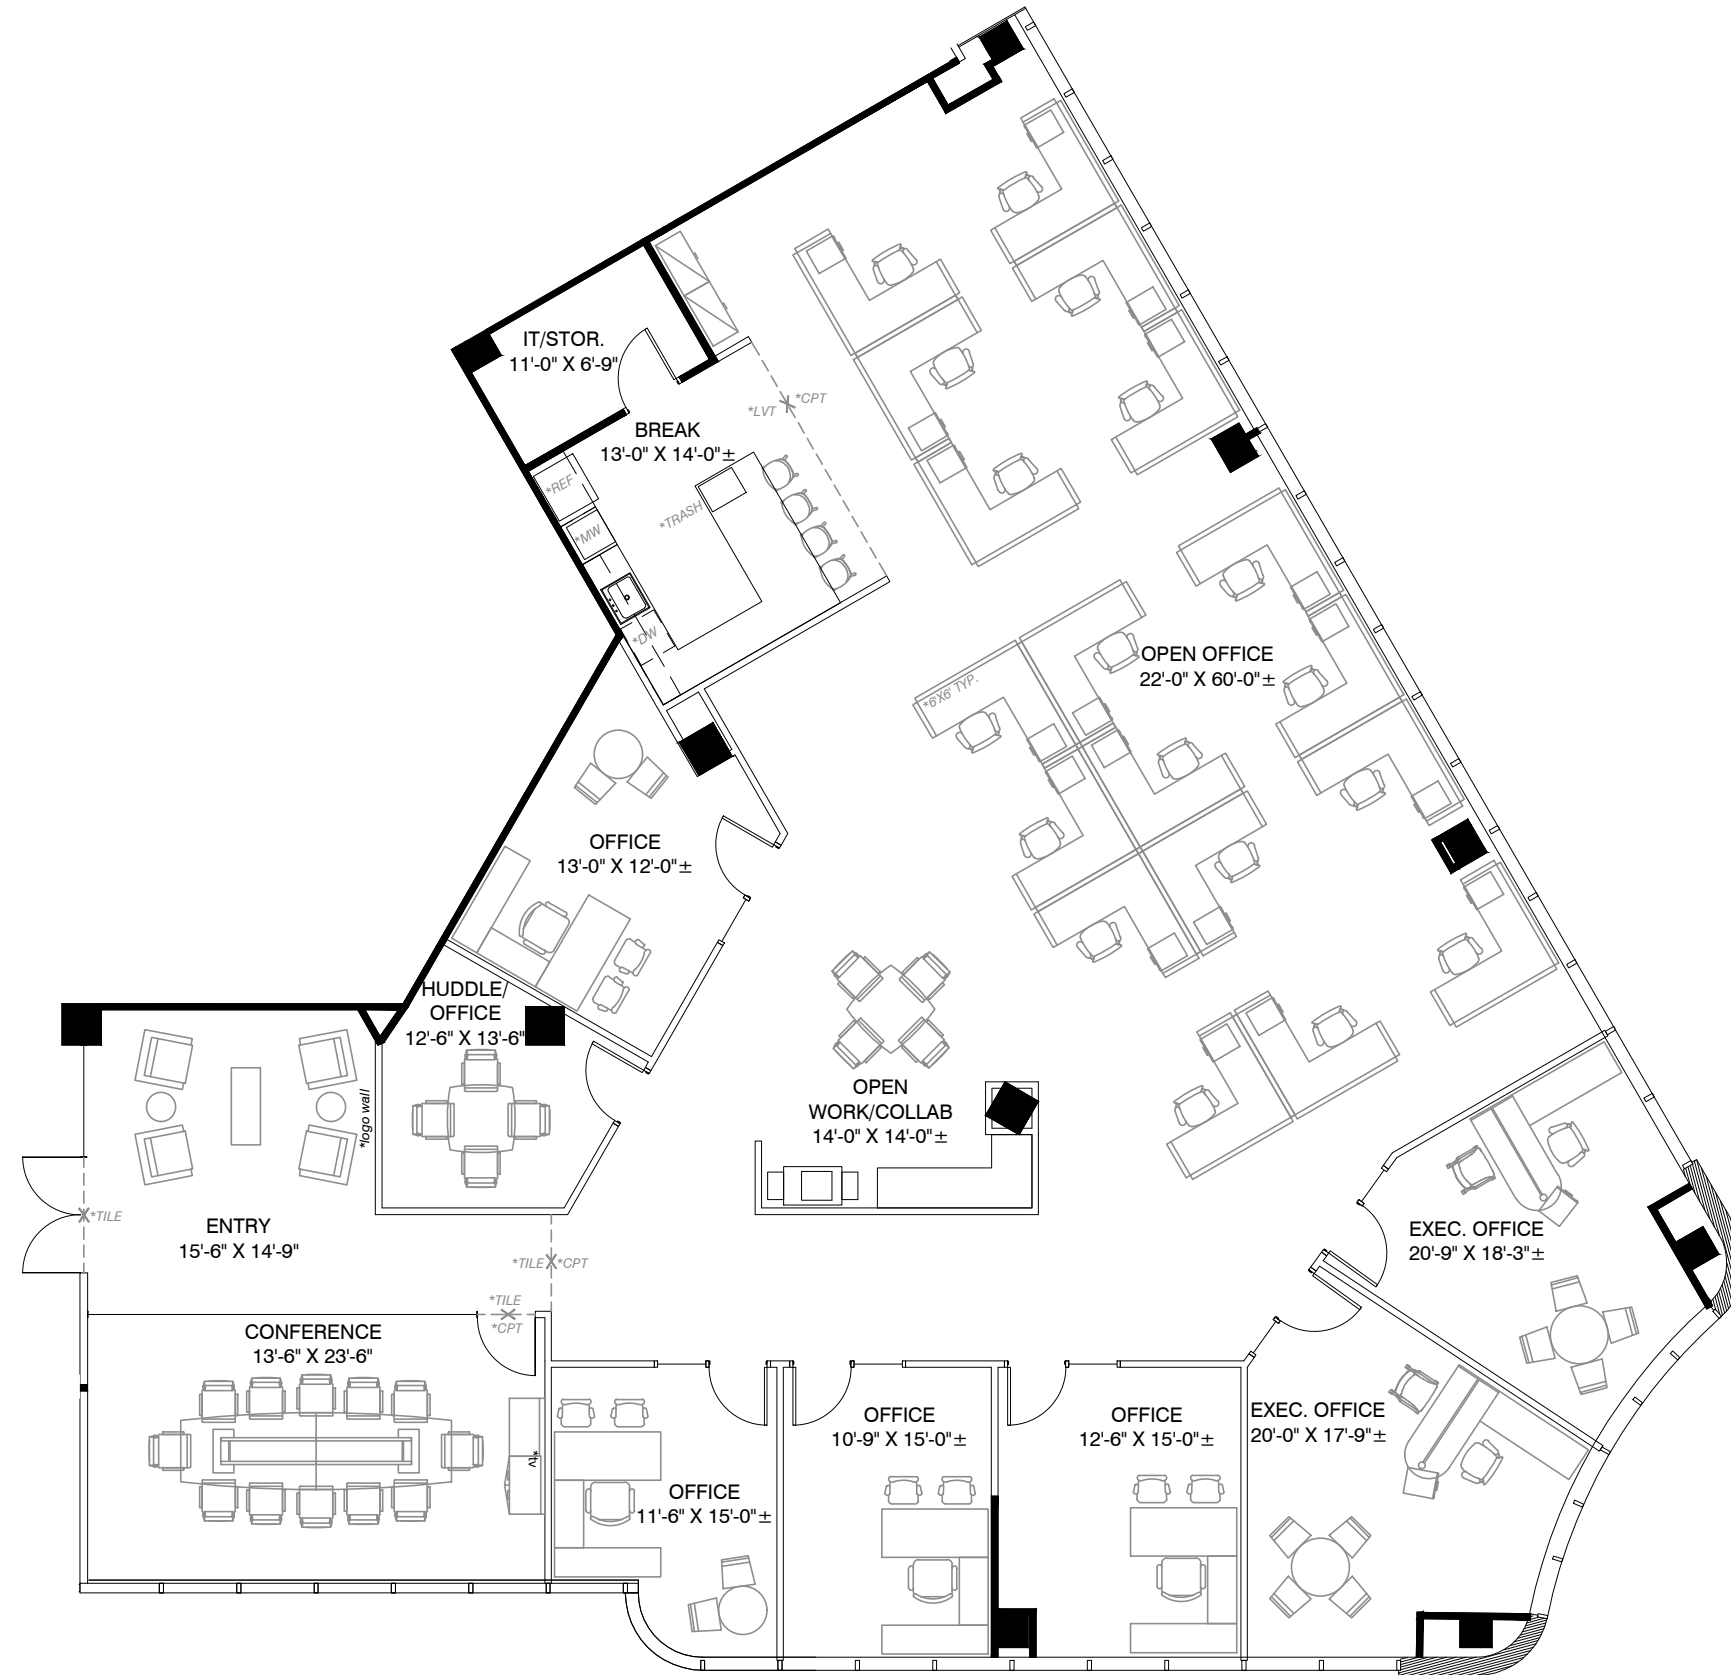 IT/STOR.
11'-0" X 6'-9"
*LVT
*CPT
BREAK
13'-0" X 14'-0"±
*REF
*TRASH
*MW
*DW
OPEN OFFICE
22'-0" X 60'-0"±
*6'X6' TYP.
OFFICE
13'-0" X 12'-0"±
HUDDLE/
OFFICE
12'-6" X 13'-6"
OPEN
WORK/COLLAB
14'-0" X 14'-0"±
*logo wall
*TILE
ENTRY
15'-6" X 14'-9"
*TILE
*CPT
EXEC. OFFICE
20'-9" X 18'-3"±
*TILE
*CPT
CONFERENCE
13'-6" X 23'-6"
*tv
OFFICE
11'-6" X 15'-0"±
OFFICE
10'-9" X 15'-0"±
OFFICE
12'-6" X 15'-0"±
EXEC. OFFICE
20'-0" X 17'-9"±